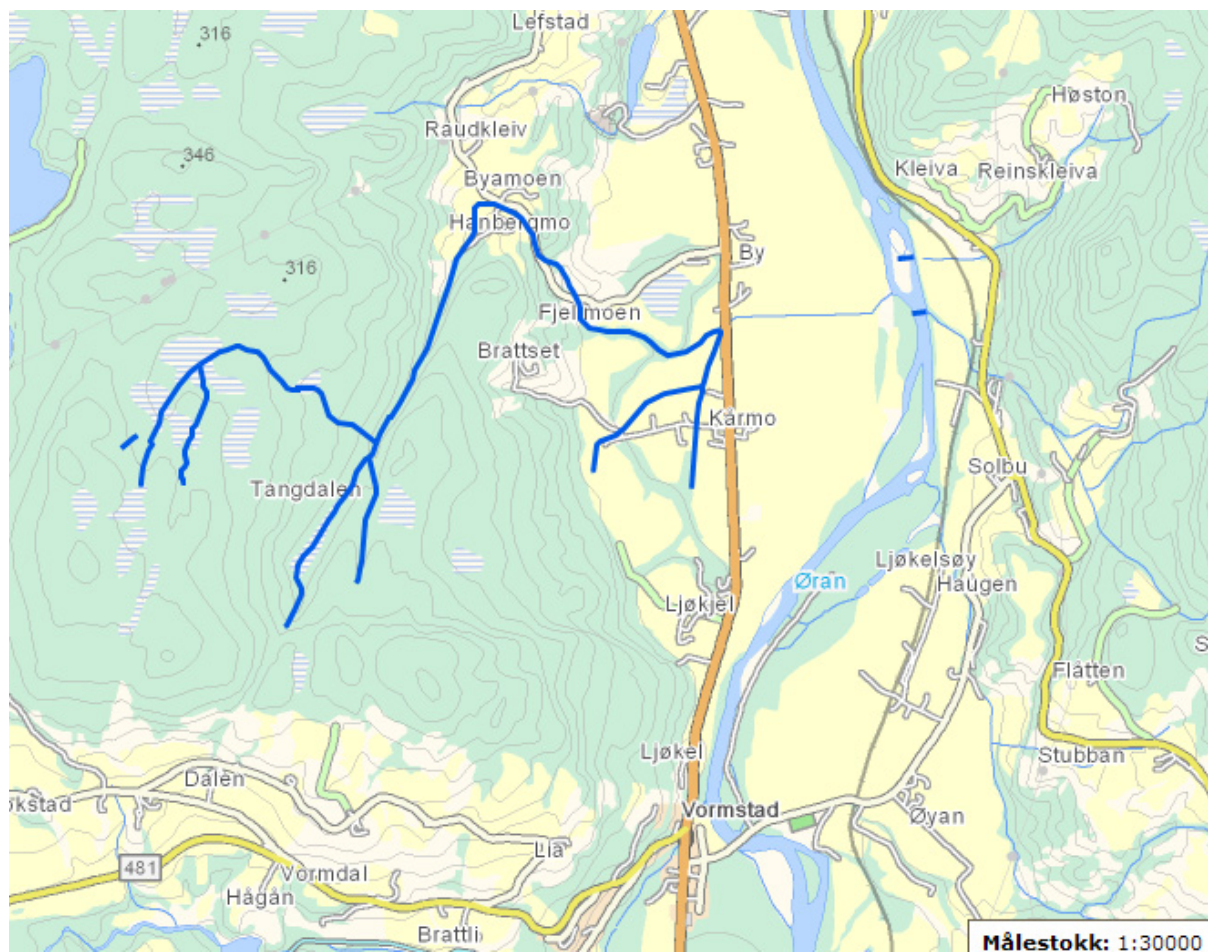 Lefstad
316
Høston
Raudkleiv
346
Kleiva
Reinskleiva
Byamoen
Hanbergmo
By
316
Fjellmoen
Brattset
Karmo
Solbu
Tangdalen
Ljøkelsøy
Øran
Haugen
Ljøkjel
S
Flåtten
Ljøkel
Stubban
Dalen
økstad
Vormstad
Øyan
Lia
481
Vormdal
Hågån
Brattli
Målestokk: 1:30000